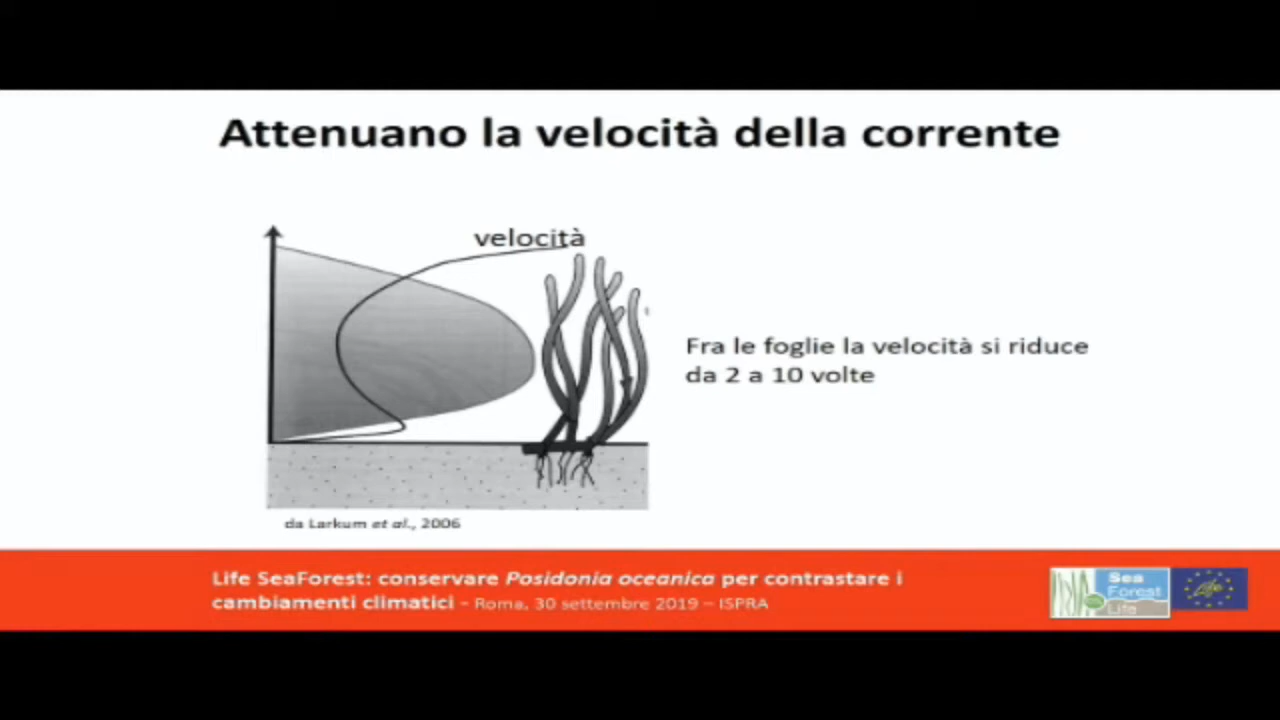 Attenuano la velocità della corrente
velocità
Fra le foglie la velocità si riduce
da 2 a 10 volte
da Larkum et al., 2006
Life SeaForest: conservare Posidonia oceanica per contrastare i
cambiamenti climatici – Roma, 30 settembre 2019 – ISPRA
Sea
Forest
Life
Life